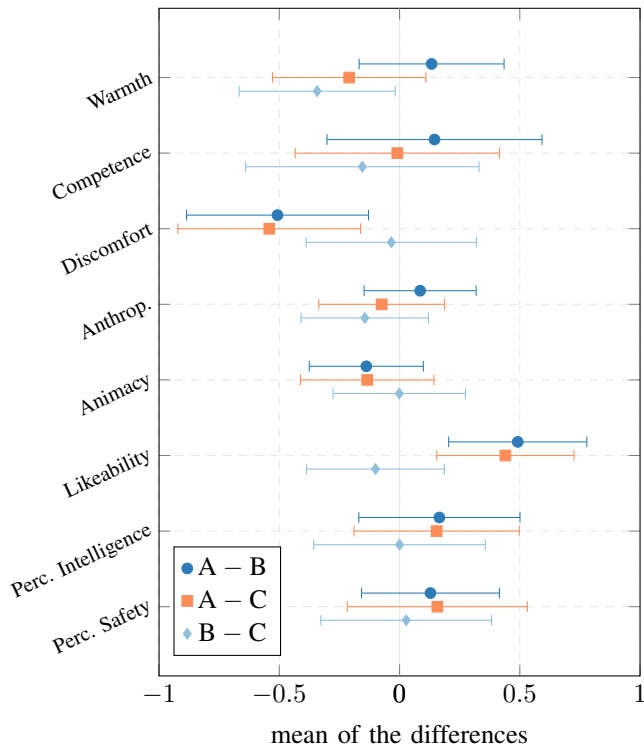 Warmth
Competence
Discomfort
Anthrop.
Animacy
Likeability
Perc. Intelligence
Perc. Safety
A − B
A − C
B − C
−1 −0.5 0 0.5 1
mean of the differences